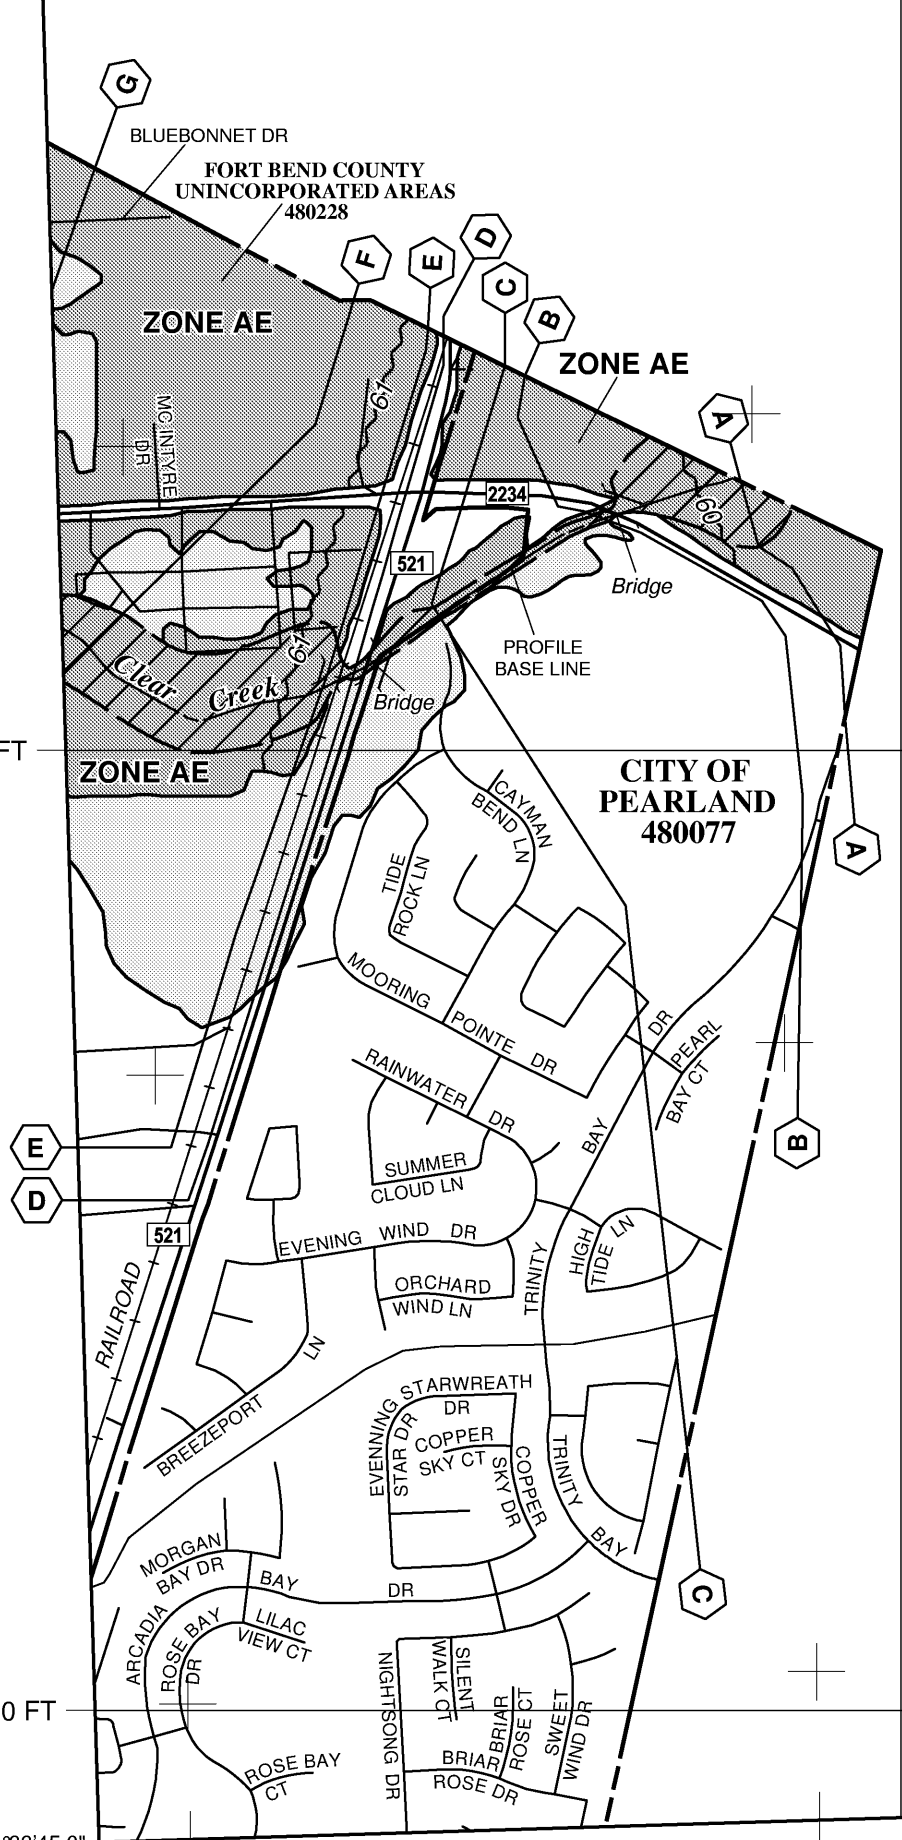 G
BLUEBONNET DR
FORT BEND COUNTY
UNINCORPORATED AREAS
480228
F
E
D
C
B
A
ZONE AE
ZONE AE
61
MC INTYRE
DR
2234
60
521
Bridge
PROFILE
BASE LINE
61
Clear
Creek
Bridge
FT
ZONE AE
CITY OF
PEARLAND
480077
CAYMAN
BEND LN
A
TIDE
ROCK LN
MOORING
POINTE DR
DR
PEARL
BAY CT
RAINWATER DR
BAY
B
E
SUMMER
CLOUD LN
D
521
EVENING WIND DR
HIGH
TIDE LN
TRINITY
ORCHARD
WIND LN
RAILROAD
LN
BREEZEPORT
STARWREATH
DR
EVENNING
STAR DR
COPPER
SKY CT
COPPER
SKY DR
TRINITY
BAY
MORGAN
BAY DR
BAY DR
C
ARCADIA
ROSE BAY
DR
LILAC
VIEW CT
NIGHTSONG DR
SILENT
WALK CT
BRIAR
ROSE CT
SWEET
WIND DR
0 FT
ROSE BAY
CT
BRIAR
ROSE DR